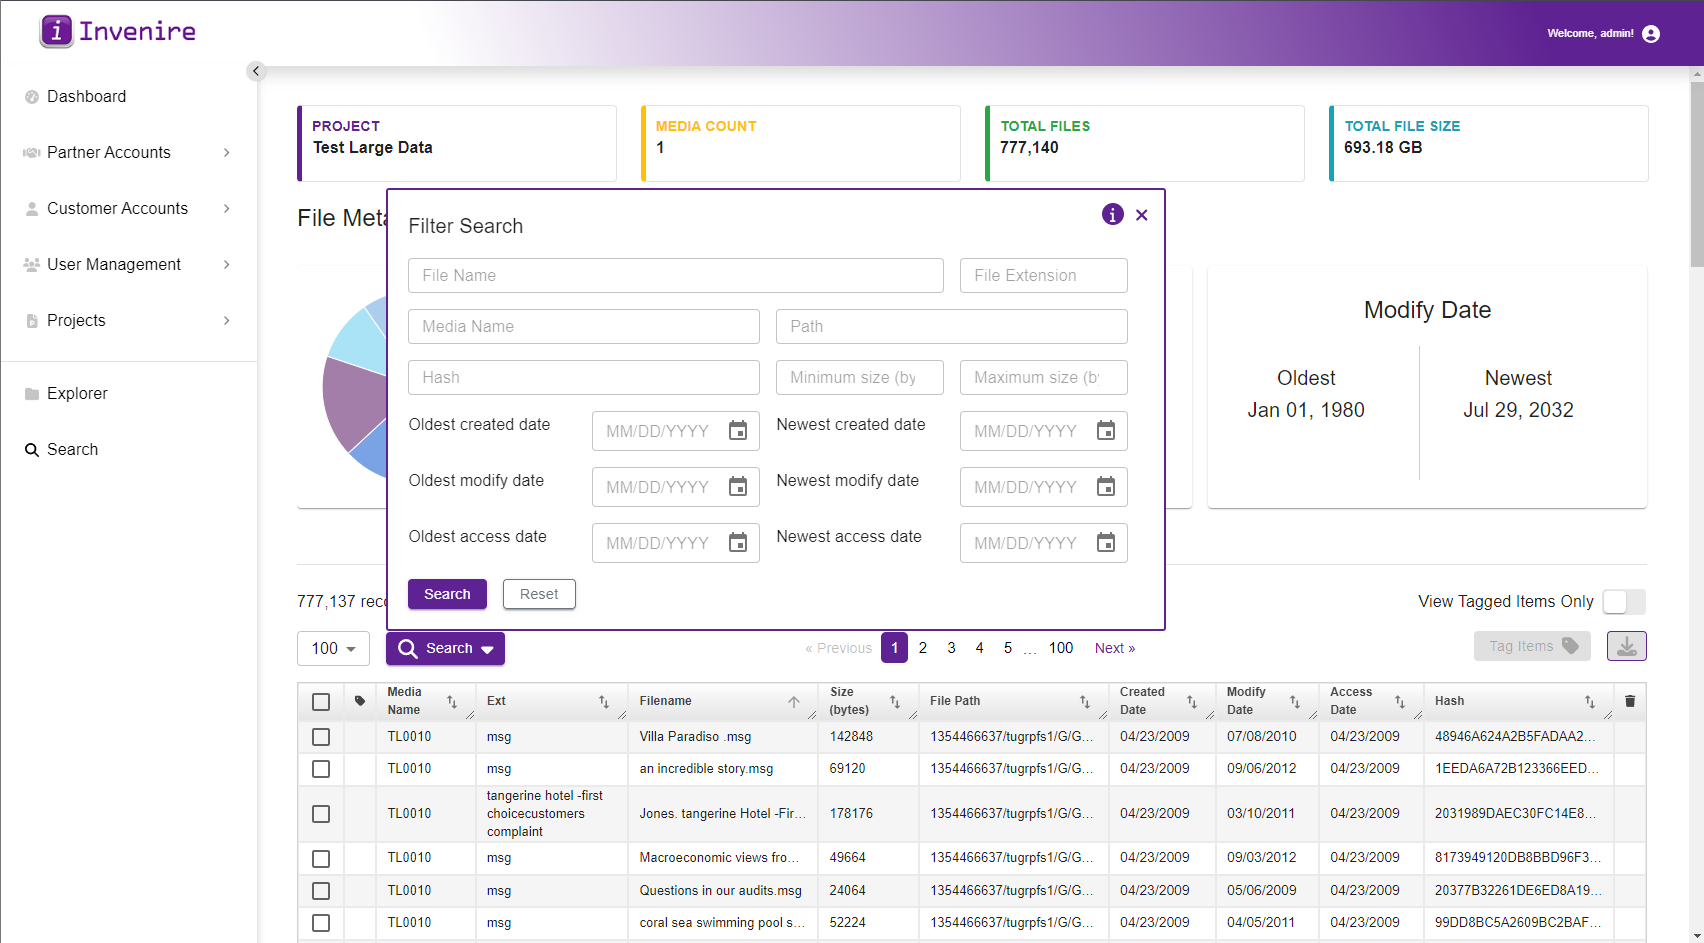 i Invenire
Welcome, admin!
Dashboard
Partner Accounts
Customer Accounts
User Management
Projects
Explorer
Search
PROJECT
Test Large Data
MEDIA COUNT
1
TOTAL FILES
777,140
TOTAL FILE SIZE
693.18 GB
File Meta
Filter Search
i
File Name
File Extension
Media Name
Path
Hash
Minimum size (by
Maximum size (by
Oldest created date
MM/DD/YYYY
Newest created date
MM/DD/YYYY
Oldest modify date
MM/DD/YYYY
Newest modify date
MM/DD/YYYY
Oldest access date
MM/DD/YYYY
Newest access date
MM/DD/YYYY
Search
Reset
Modify Date
Oldest
Jan 01, 1980
Newest
Jul 29, 2032
777,137 reco
View Tagged Items Only
100
Search
« Previous 1 2 3 4 5 ... 100 Next »
Tag Items
Media Name Ext Filename Size (bytes) File Path Created Date Modify Date Access Date Hash
TL0010 msg Villa Paradiso .msg 142848 1354466637/tugrpfs1/G/G... 04/23/2009 07/08/2010 04/23/2009 48946A624A2B5FADAA2...
TL0010 msg an incredible story.msg 69120 1354466637/tugrpfs1/G/G... 04/23/2009 09/06/2012 04/23/2009 1EEDA6A72B123366EED...
TL0010 tangerine hotel -first choicecustomers complaint Jones. tangerine Hotel -Fir... 178176 1354466637/tugrpfs1/G/G... 04/23/2009 03/10/2011 04/23/2009 2031989DAEC30FC14E8...
TL0010 msg Macroeconomic views fro... 49664 1354466637/tugrpfs1/G/G... 04/23/2009 09/03/2012 04/23/2009 8173949120DB8BBD96F3...
TL0010 msg Questions in our audits.msg 24064 1354466637/tugrpfs1/G/G... 04/23/2009 05/06/2009 04/23/2009 20377B32261DE6ED8A19...
TL0010 msg coral sea swimming pool s... 52224 1354466637/tugrpfs1/G/G... 04/23/2009 04/05/2011 04/23/2009 99DD8BC5A2609BC2BAF...